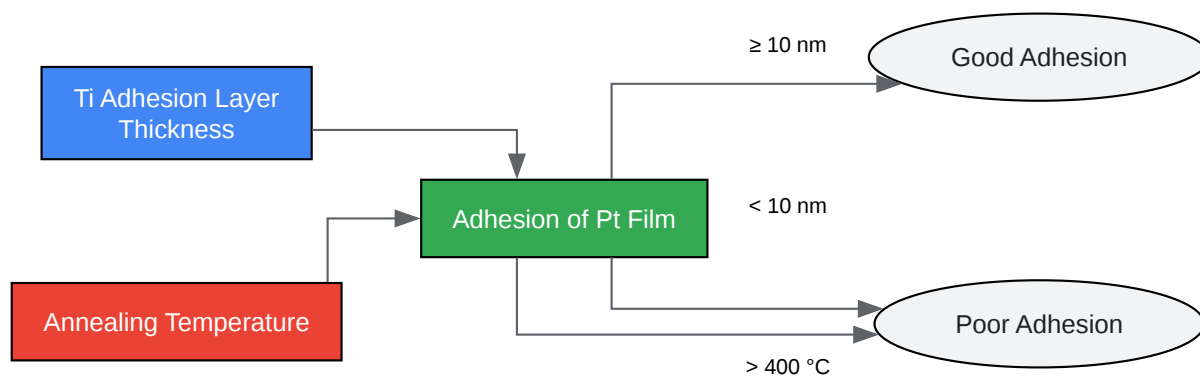 ≥ 10 nm
Good Adhesion
Ti Adhesion Layer
Thickness
< 10 nm
Adhesion of Pt Film
Annealing Temperature
Poor Adhesion
> 400 °C